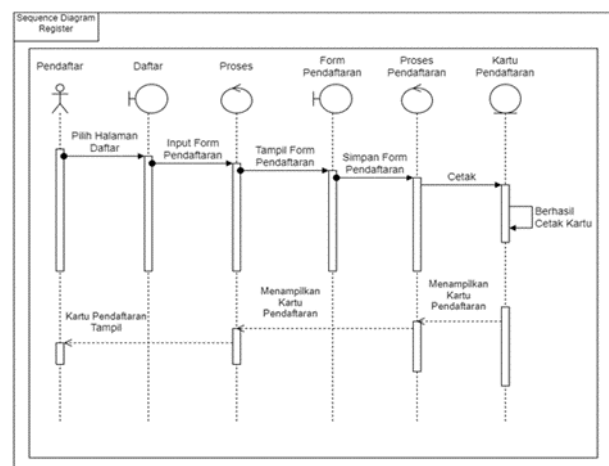 Sequence Diagram
Register
Pendaftar
Daftar
Proses
Form
Pendaftaran
Proses
Pendaftaran
Kartu
Pendaftaran
Pilih Halaman
Daftar
Input Form
Pendaftaran
Tampil Form
Pendaftaran
Simpan Form
Pendaftaran
Cetak
Berhasil
Cetak Kartu
Menampilkan
Kartu
Pendaftaran
Menampilkan
Kartu
Pendaftaran
Kartu Pendaftaran
Tampil